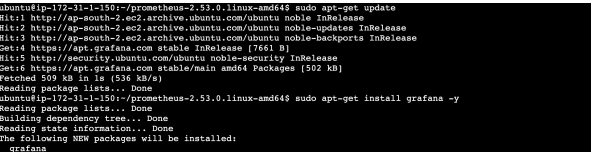 ubuntu@ip-172-31-1-150:~/prometheus-2.53.0.linux-amd64$ sudo apt-get update
Hit:1 http://ap-south-2.ec2.archive.ubuntu.com/ubuntu noble InRelease
Hit:2 http://ap-south-2.ec2.archive.ubuntu.com/ubuntu noble-updates InRelease
Hit:3 http://ap-south-2.ec2.archive.ubuntu.com/ubuntu noble-backports InRelease
Get:4 https://apt.grafana.com stable InRelease [7661 B]
Hit:5 http://security.ubuntu.com/ubuntu noble-security InRelease
Get:6 https://apt.grafana.com stable/main amd64 Packages [502 kB]
Fetched 509 kB in 1s (536 kB/s)
Reading package lists... Done
ubuntu@ip-172-31-1-150:~/prometheus-2.53.0.linux-amd64$ sudo apt-get install grafana -y
Reading package lists... Done
Building dependency tree... Done
Reading state information... Done
The following NEW packages will be installed:
  grafana